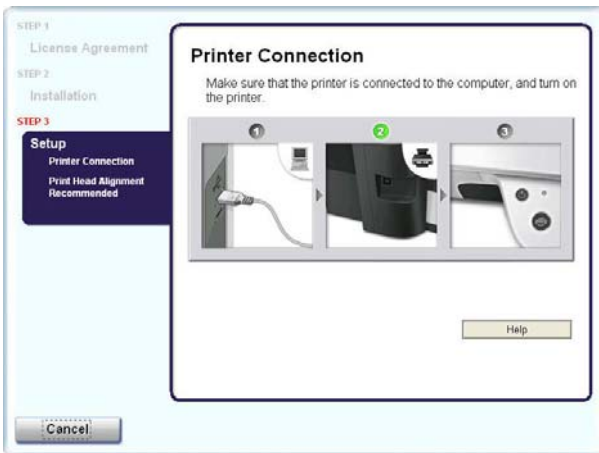 STEP 1
License Agreement
STEP 2
Installation
STEP 3
Setup
Printer Connection
Print Head Alignment
Recommended
Printer Connection
Make sure that the printer is connected to the computer, and turn on
the printer.
1
2
3
Help
Cancel